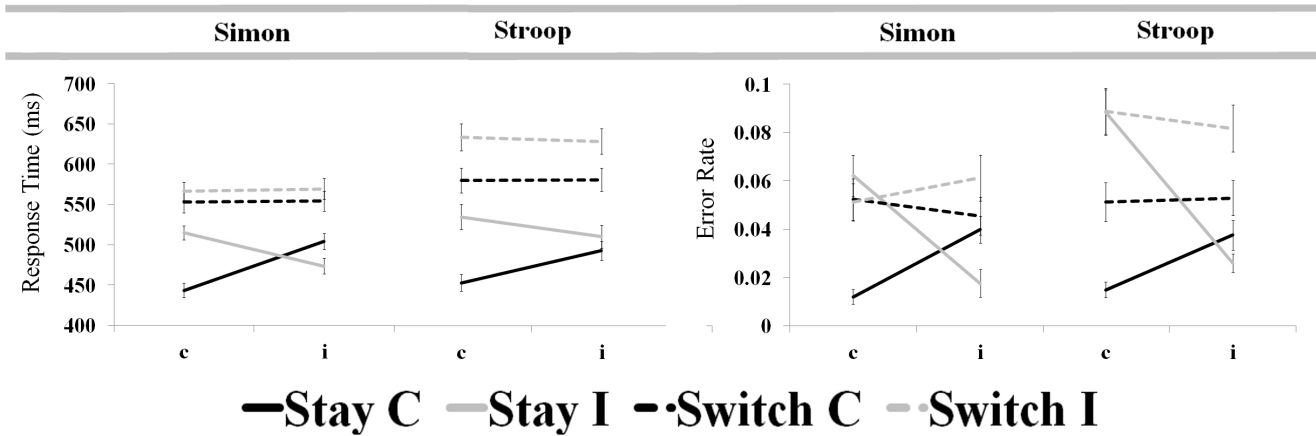 Simon Stroop Simon Stroop
Response Time (ms)
700
650
600
550
500
450
400
c i c i
Error Rate
0.1
0.08
0.06
0.04
0.02
0
c i c i
Stay C Stay I Switch C Switch I